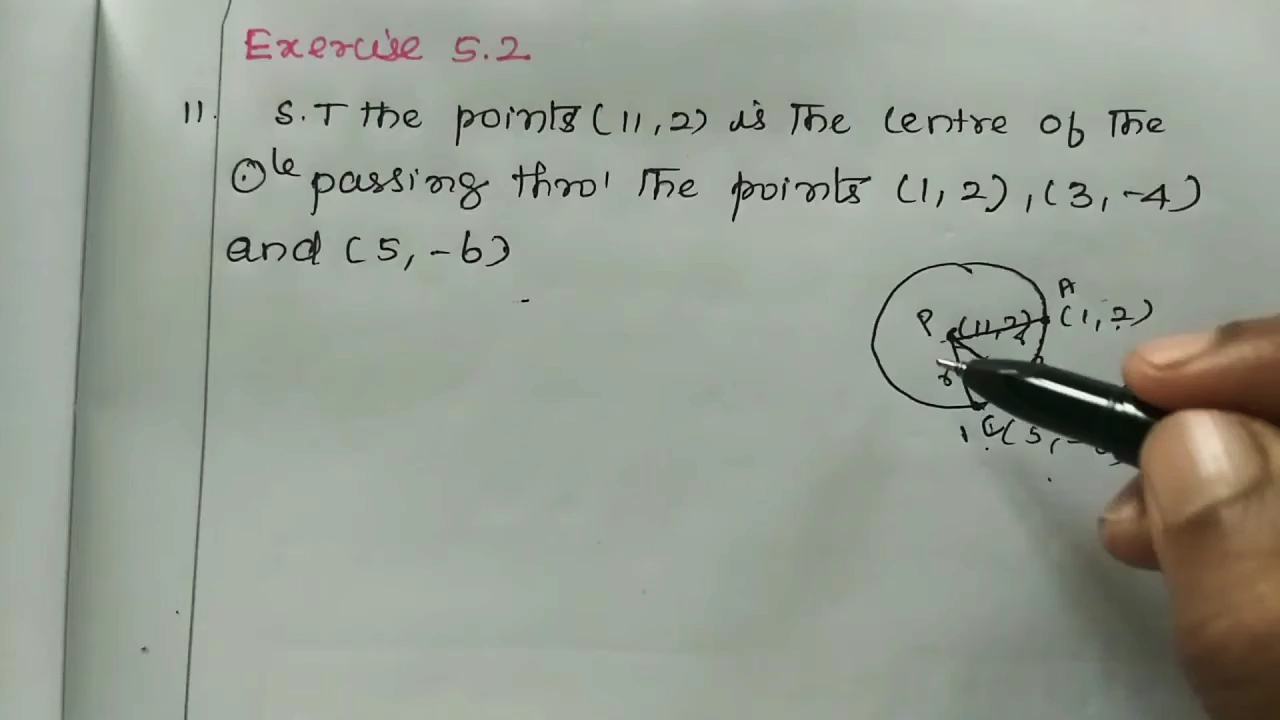 Exercise 5.2
11. S.T the points (11,2) is The centre of The
⊙le passing thro' The points (1,2), (3,-4)
and (5,-6)
A
P (11,2) (1,2)
C (5,